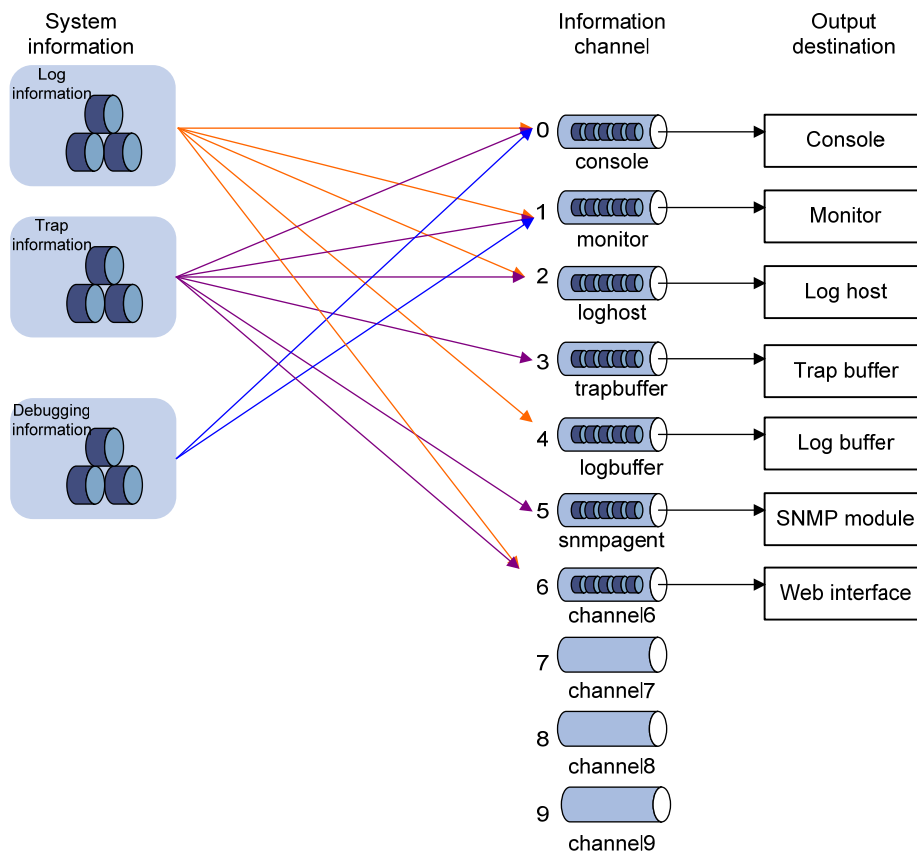 System
information
Information
channel
Output
destination
Log
information
Trap
information
Debugging
information
0
console
1
monitor
2
loghost
3
trapbuffer
4
logbuffer
5
snmpagent
6
channel6
7
channel7
8
channel8
9
channel9
Console
Monitor
Log host
Trap buffer
Log buffer
SNMP module
Web interface